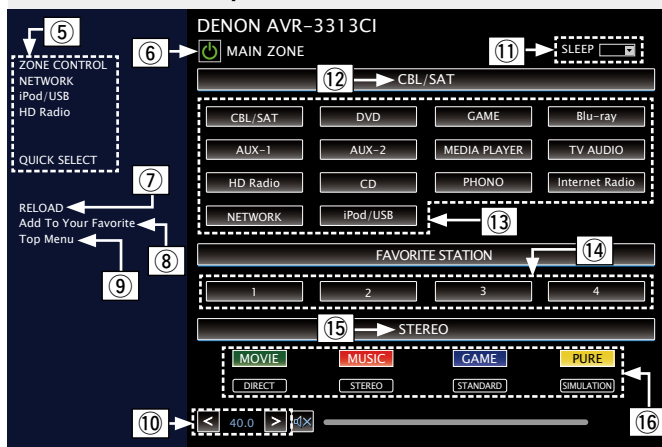 ⑤
ZONE CONTROL
NETWORK
iPod/USB
HD Radio
QUICK SELECT
⑦
RELOAD
Add To Your Favorite
⑧
Top Menu
⑨
DENON AVR-3313CI
⑥ MAIN ZONE
⑪ SLEEP
⑫ CBL/SAT
CBL/SAT DVD GAME Blu-ray
AUX-1 AUX-2 MEDIA PLAYER TV AUDIO
HD Radio CD PHONO Internet Radio
NETWORK iPod/USB ⑬
FAVORITE STATION ⑭
1 2 3 4
⑮ STEREO
MOVIE MUSIC GAME PURE
DIRECT STEREO STANDARD SIMULATION
⑯
⑩ < 40.0 >